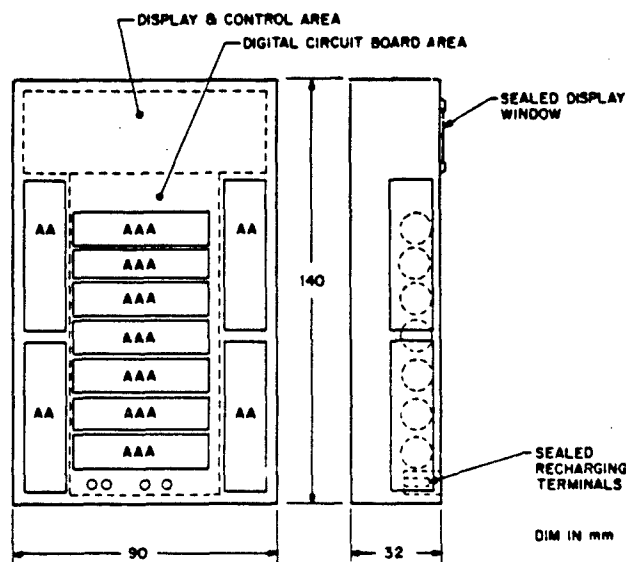 DISPLAY & CONTROL AREA
DIGITAL CIRCUIT BOARD AREA
SEALED DISPLAY
WINDOW
AA
AA
AAA
AAA
AAA
AAA
AAA
AAA
AAA
AA
AA
140
SEALED
RECHARGING
TERMINALS
DIM IN mm
90
32